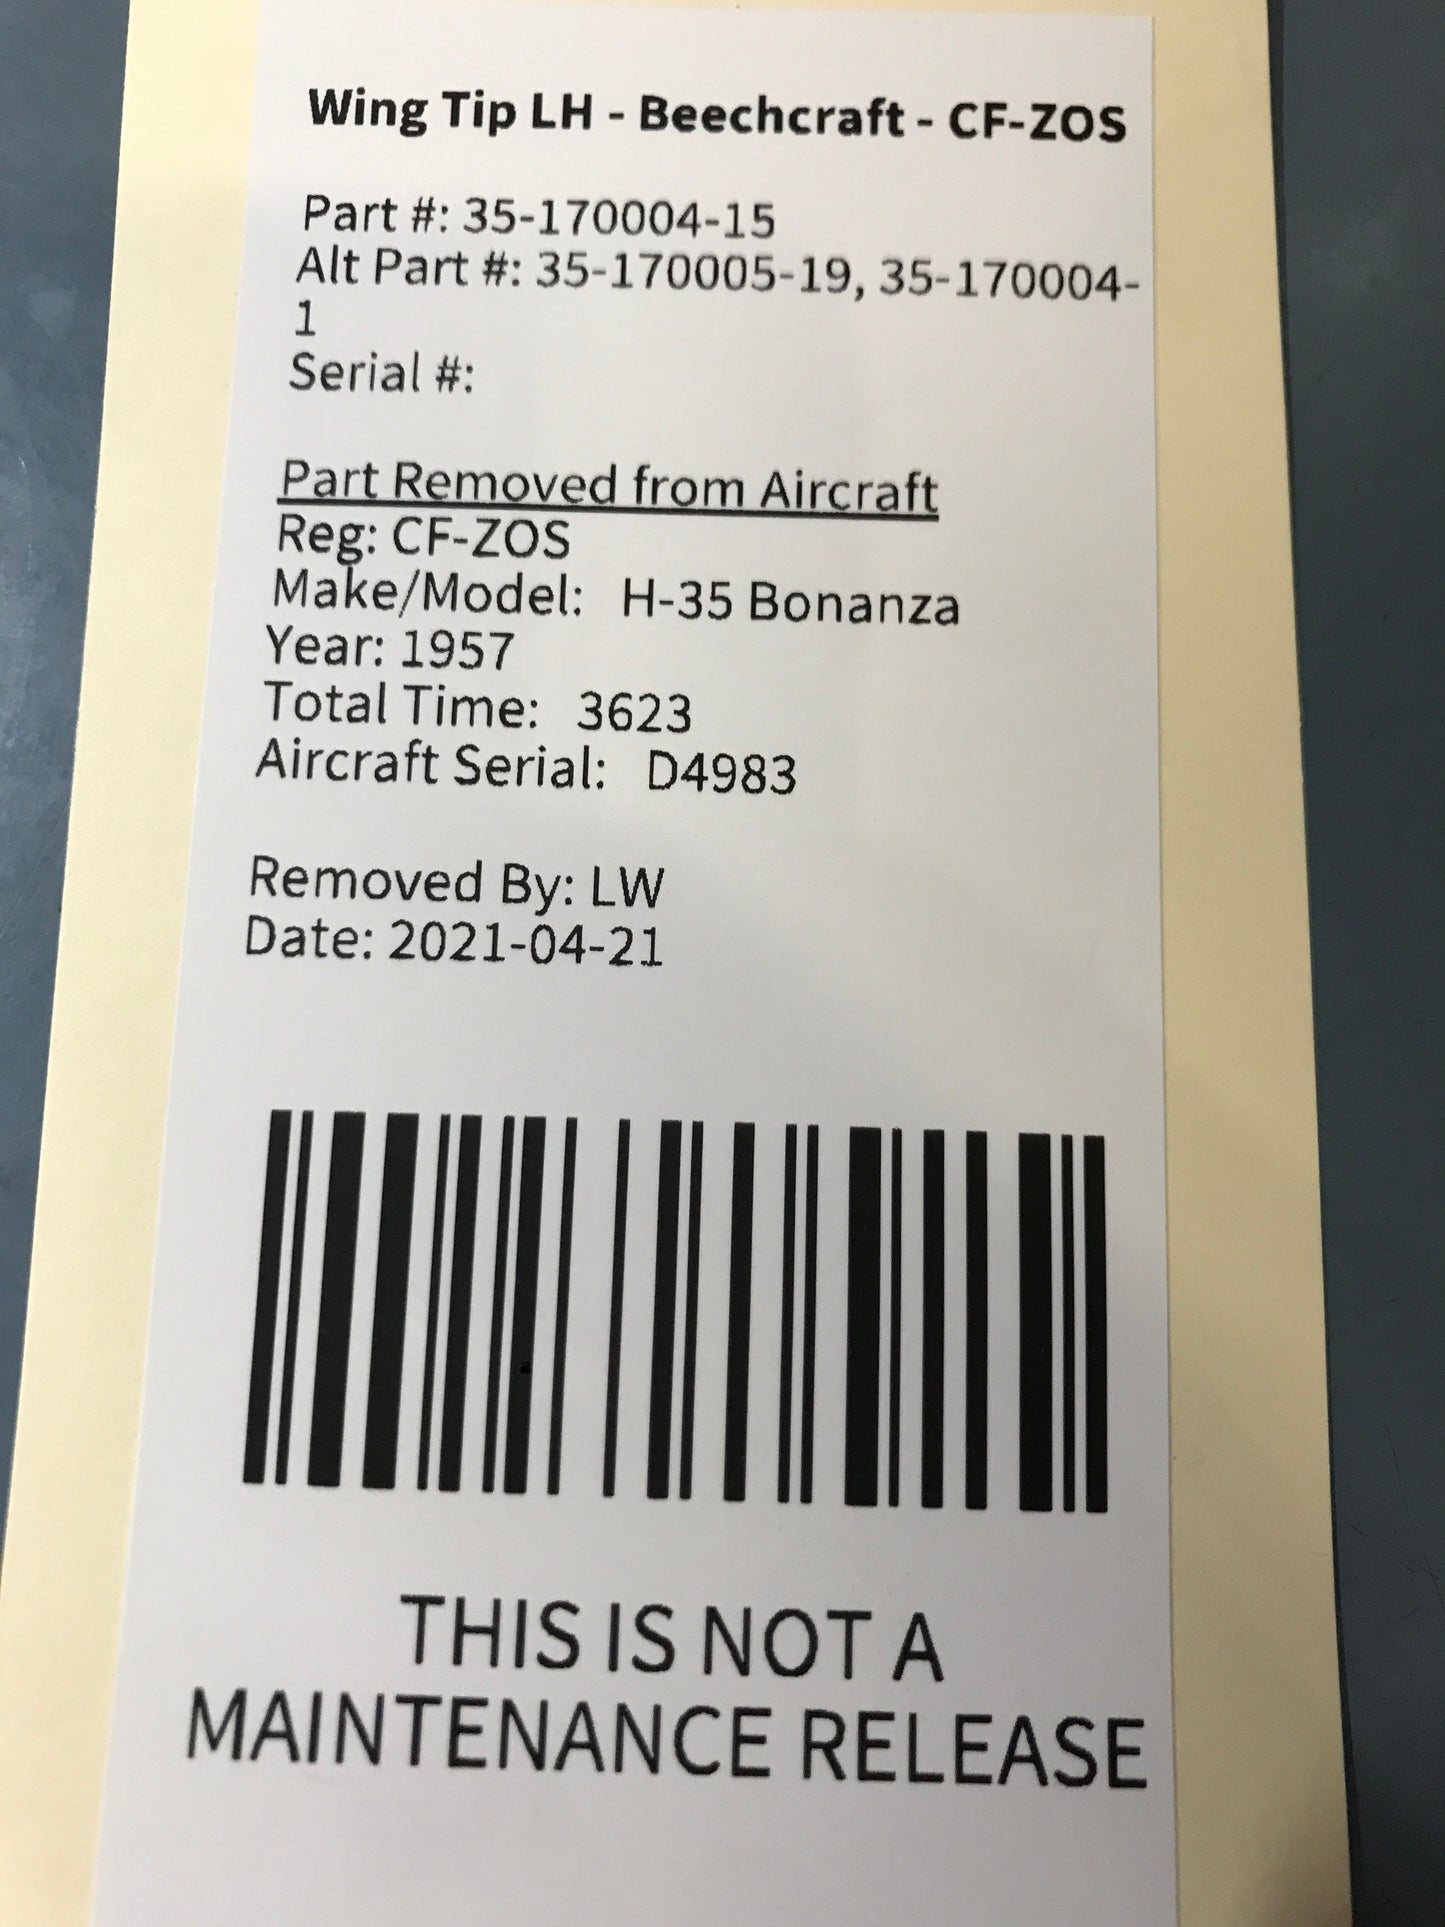 Wing Tip LH - Beechcraft - CF-ZOS
Part #: 35-170004-15
Alt Part #: 35-170005-19, 35-170004-
1
Serial #:
Part Removed from Aircraft
Reg: CF-ZOS
Make/Model: H-35 Bonanza
Year: 1957
Total Time: 3623
Aircraft Serial: D4983
Removed By: LW
Date: 2021-04-21
THIS IS NOT A
MAINTENANCE RELEASE